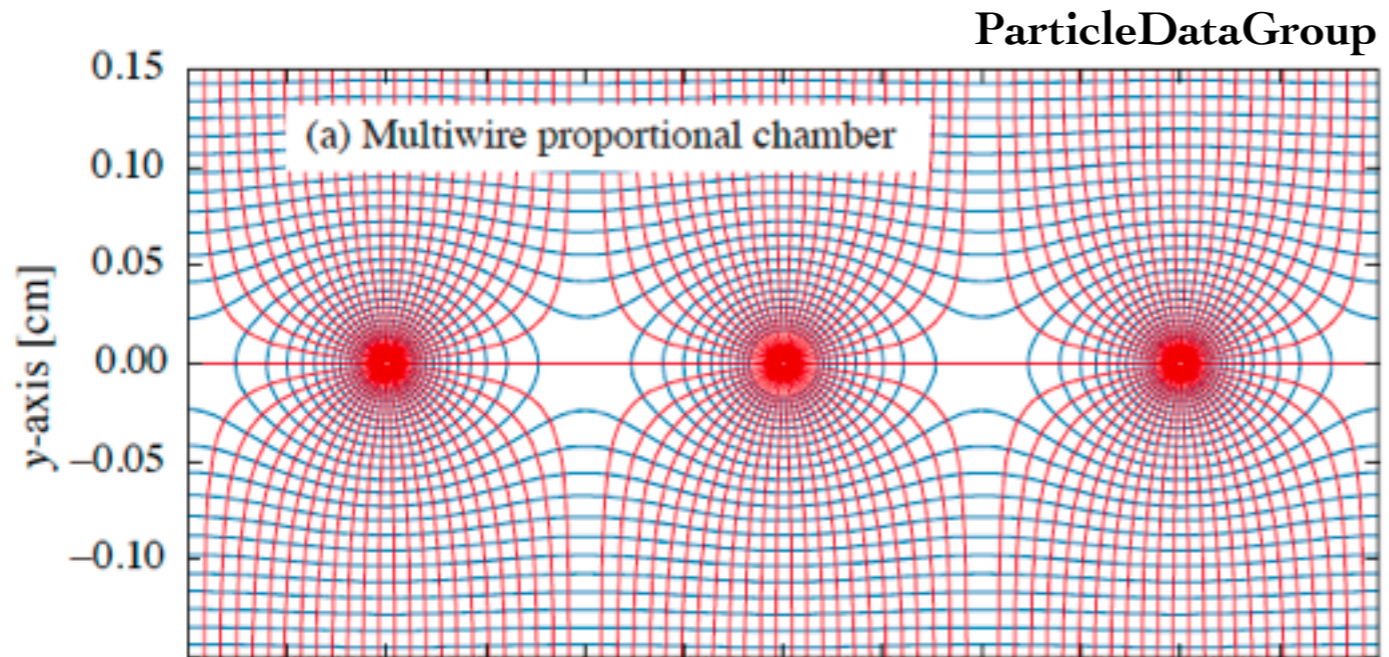 ParticleDataGroup
0.15
(a) Multiwire proportional chamber
0.10
0.05
y-axis [cm]
0.00
–0.05
–0.10